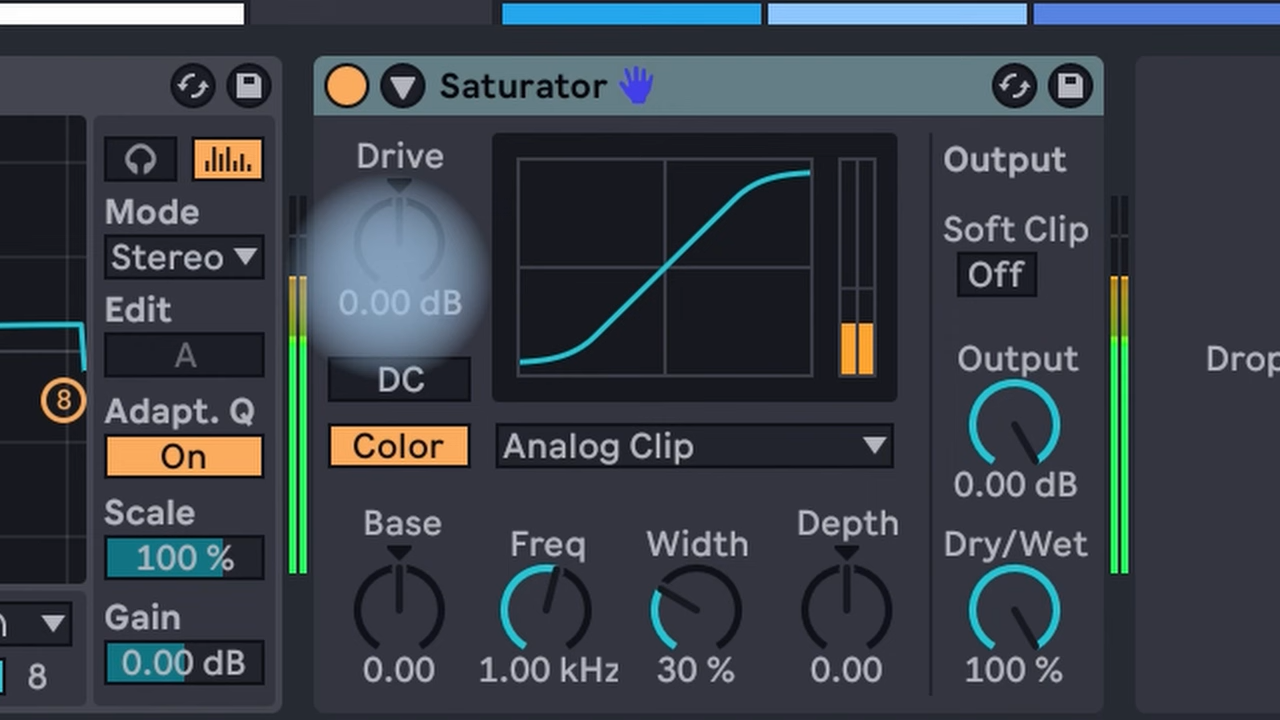 Mode
Stereo
Edit
A
Adapt. Q
On
Scale
100 %
Gain
0.00 dB
8
8
Saturator
Drive
0.00 dB
DC
Color
Analog Clip
Base
0.00
Freq
1.00 kHz
Width
30 %
Depth
0.00
Output
Soft Clip
Off
Output
0.00 dB
Dry/Wet
100 %